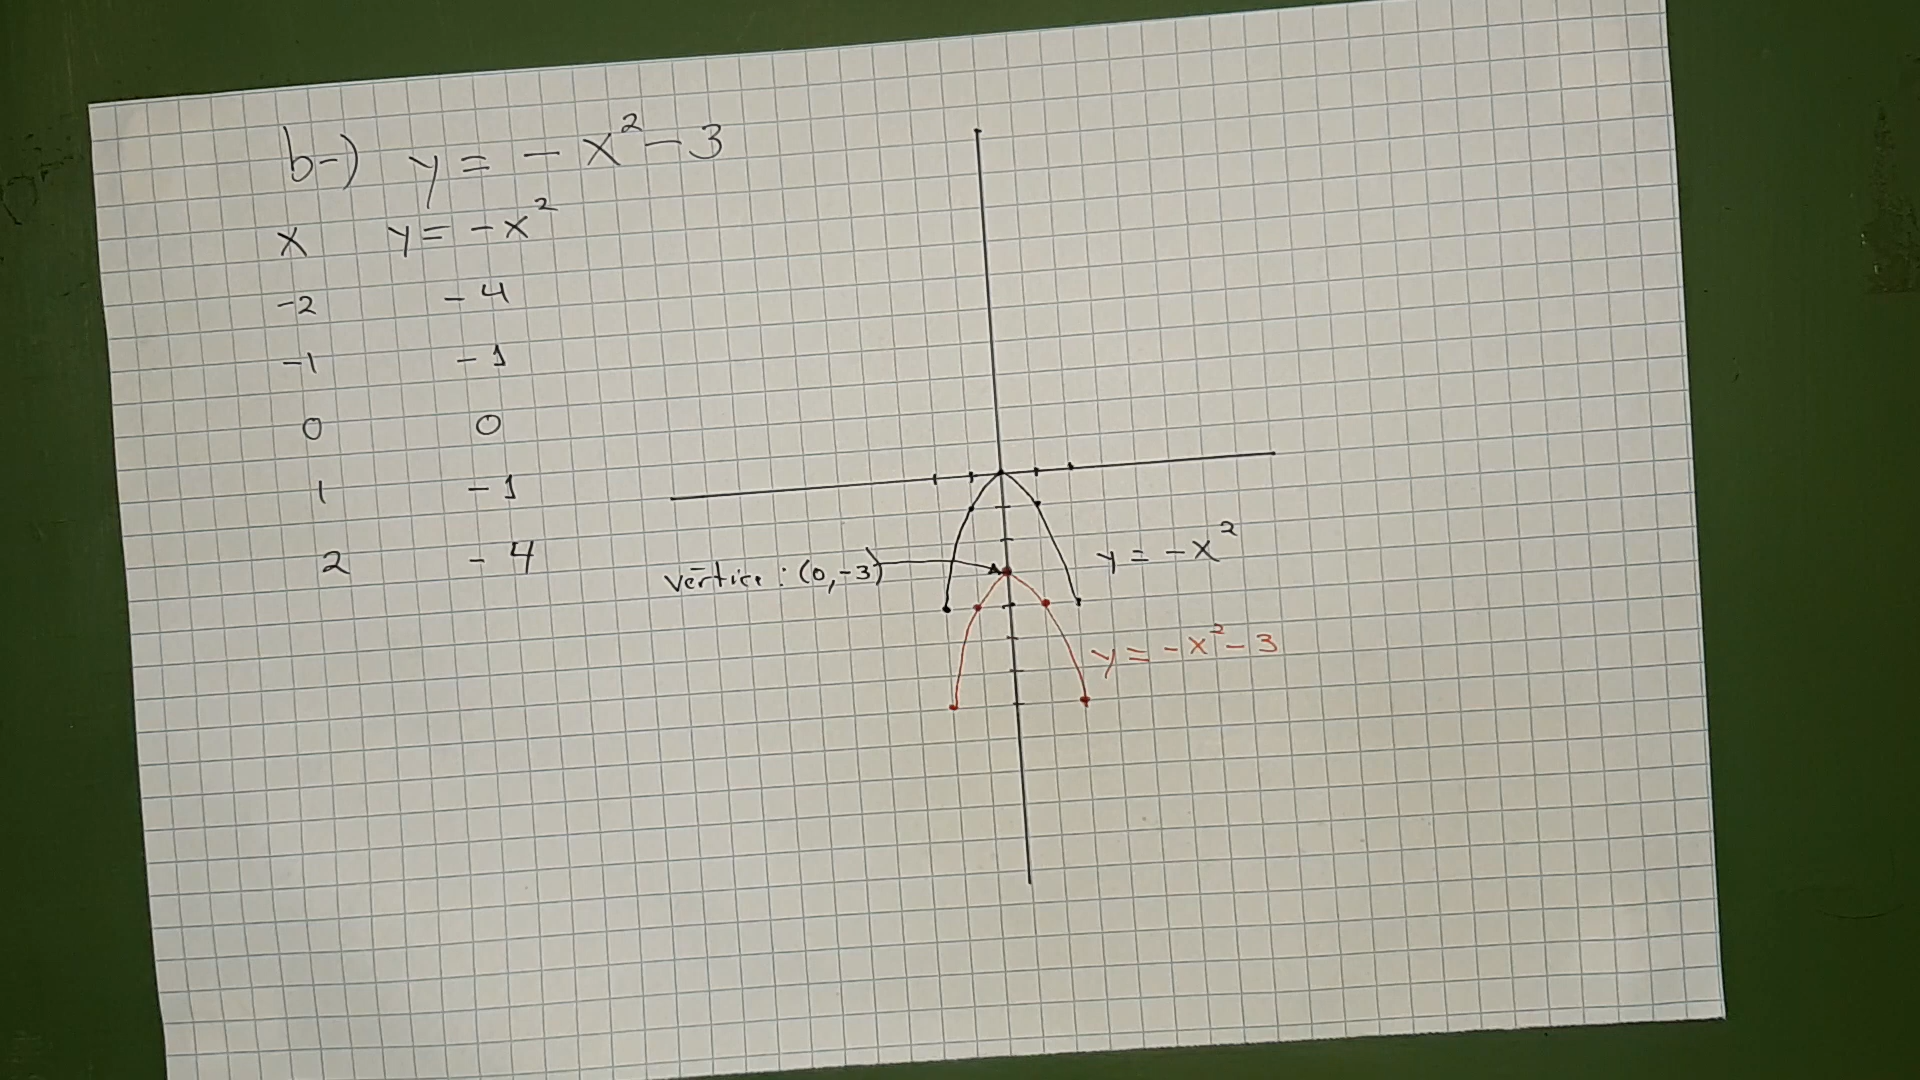 b-) y = - x² - 3
x y = - x²
-2 - 4
-1 - 1
0 0
1 - 1
2 - 4
y = - x²
vértice : (0, -3)
y = - x² - 3